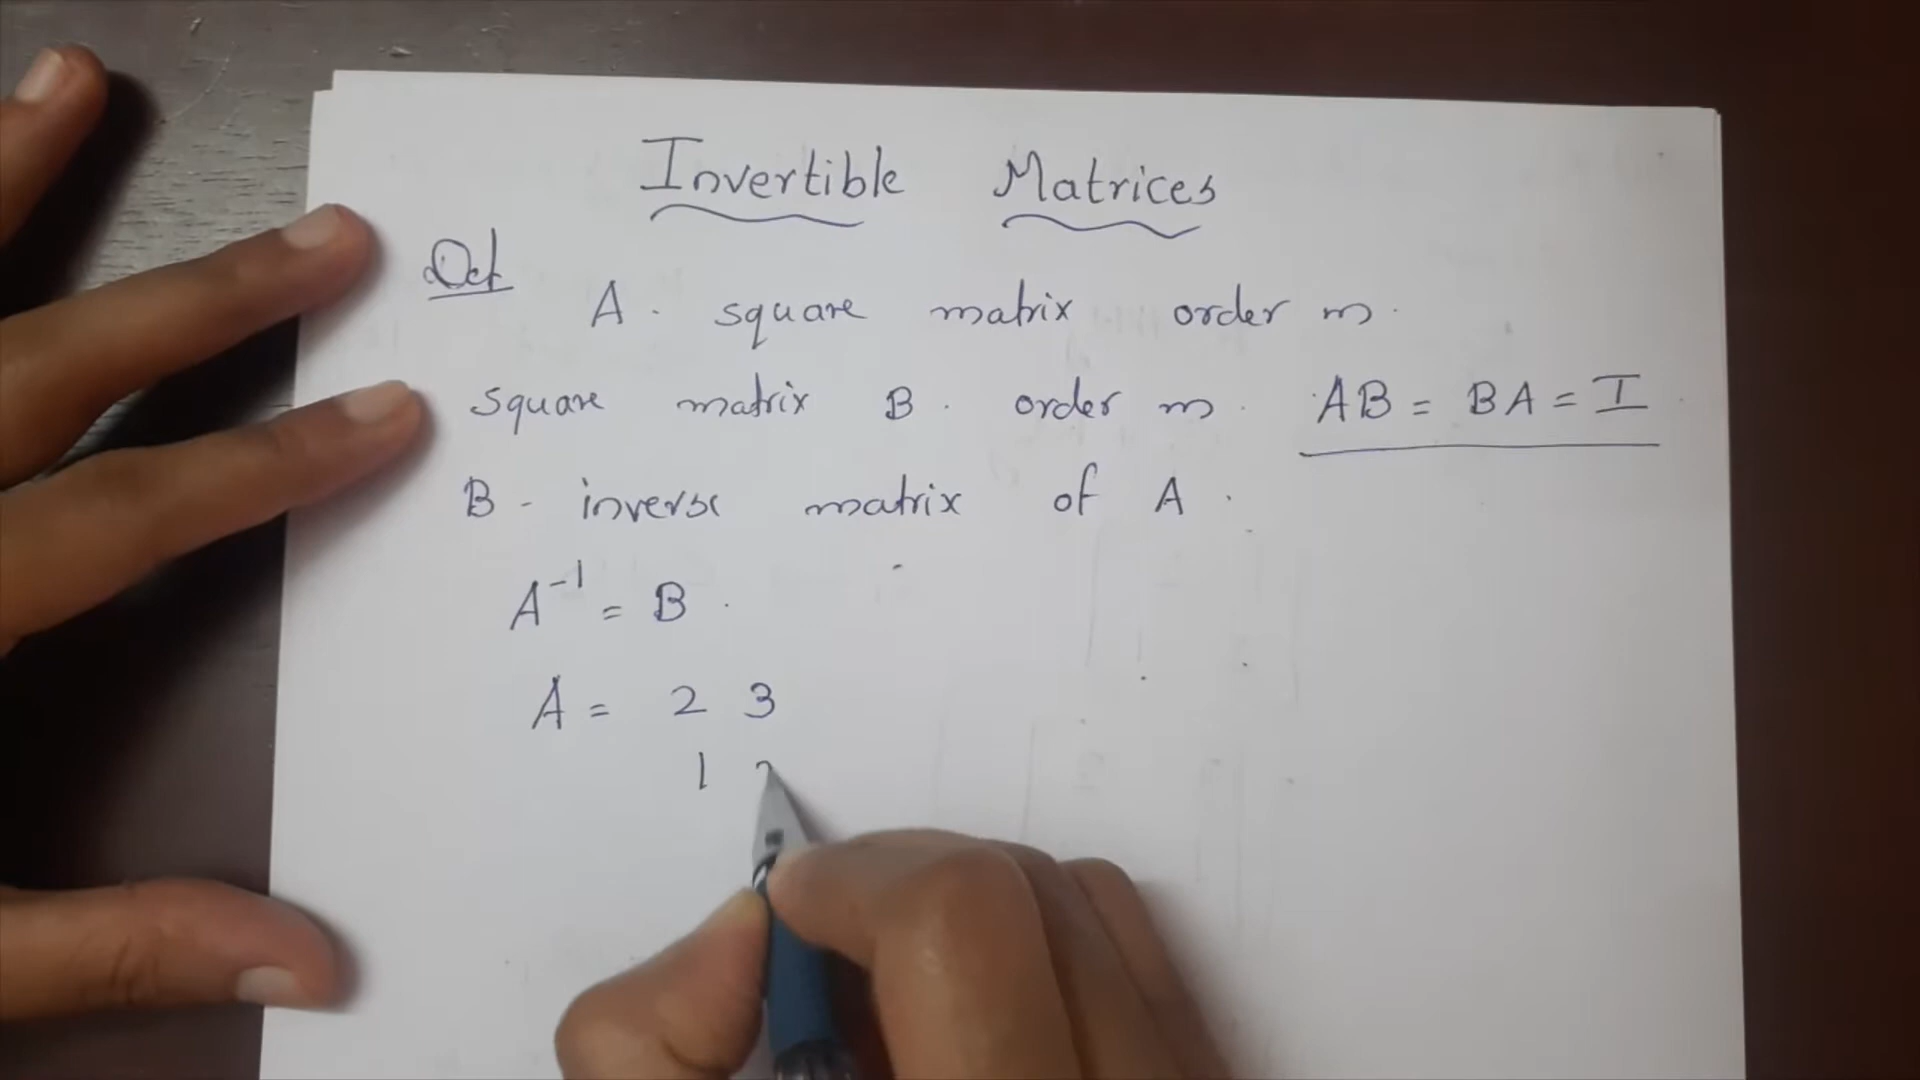 Invertible Matrices
Def
A. square matrix order m.
square matrix B. order m. AB = BA = I
B - inverse matrix of A.
A⁻¹ = B.
A = 2 3
1